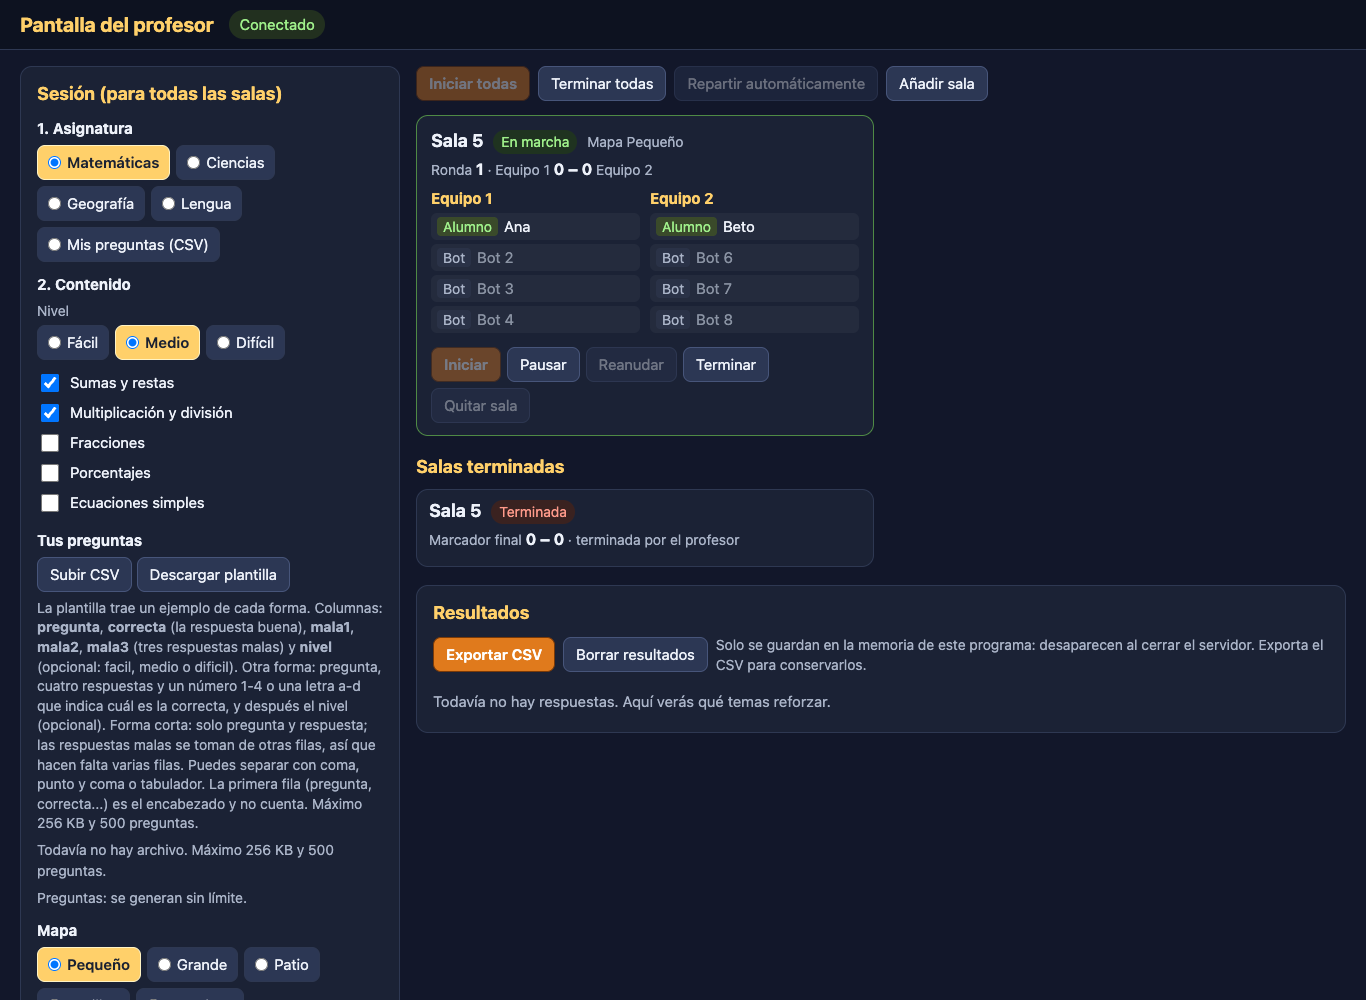 Pantalla del profesor
Conectado
Sesión (para todas las salas)
1. Asignatura
Matemáticas
Ciencias
Geografía
Lengua
Mis preguntas (CSV)
2. Contenido
Nivel
Fácil
Medio
Difícil
Sumas y restas
Multiplicación y división
Fracciones
Porcentajes
Ecuaciones simples
Tus preguntas
Subir CSV
Descargar plantilla
La plantilla trae un ejemplo de cada forma. Columnas:
pregunta, correcta (la respuesta buena), mala1,
mala2, mala3 (tres respuestas malas) y nivel
(opcional: facil, medio o dificil). Otra forma: pregunta,
cuatro respuestas y un número 1-4 o una letra a-d
que indica cuál es la correcta, y después el nivel
(opcional). Forma corta: solo pregunta y respuesta;
las respuestas malas se toman de otras filas, así que
hacen falta varias filas. Puedes separar con coma,
punto y coma o tabulador. La primera fila (pregunta,
correcta...) es el encabezado y no cuenta. Máximo
256 KB y 500 preguntas.
Todavía no hay archivo. Máximo 256 KB y 500
preguntas.
Preguntas: se generan sin límite.
Mapa
Pequeño
Grande
Patio
Iniciar todas
Terminar todas
Repartir automáticamente
Añadir sala
Sala 5
En marcha
Mapa Pequeño
Ronda 1 · Equipo 1 0 – 0 Equipo 2
Equipo 1
Alumno Ana
Bot Bot 2
Bot Bot 3
Bot Bot 4
Equipo 2
Alumno Beto
Bot Bot 6
Bot Bot 7
Bot Bot 8
Iniciar
Pausar
Reanudar
Terminar
Quitar sala
Salas terminadas
Sala 5
Terminada
Marcador final 0 – 0 · terminada por el profesor
Resultados
Exportar CSV
Borrar resultados
Solo se guardan en la memoria de este programa: desaparecen al cerrar el servidor. Exporta el
CSV para conservarlos.
Todavía no hay respuestas. Aquí verás qué temas reforzar.